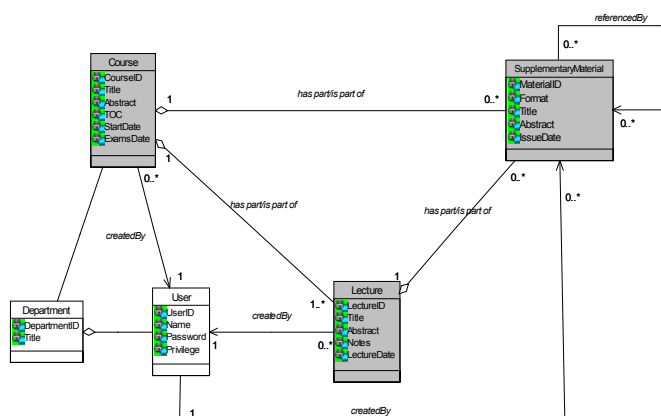 referencedBy
0..*
Course
CourseID
Title
Abstract
TOC
StartDate
ExamsDate
SupplementaryMaterial
MaterialID
Format
Title
Abstract
IssueDate
has part/is part of
1
0..*
0..*
1
0..*
0..*
0..*
has part/is part of
has part/is part of
createdBy
1
1
1..*
Lecture
LectureID
Title
Abstract
Notes
LectureDate
User
UserID
Name
Password
Privilege
Department
DepartmentID
Title
createdBy
1
0..*
1
createdBy